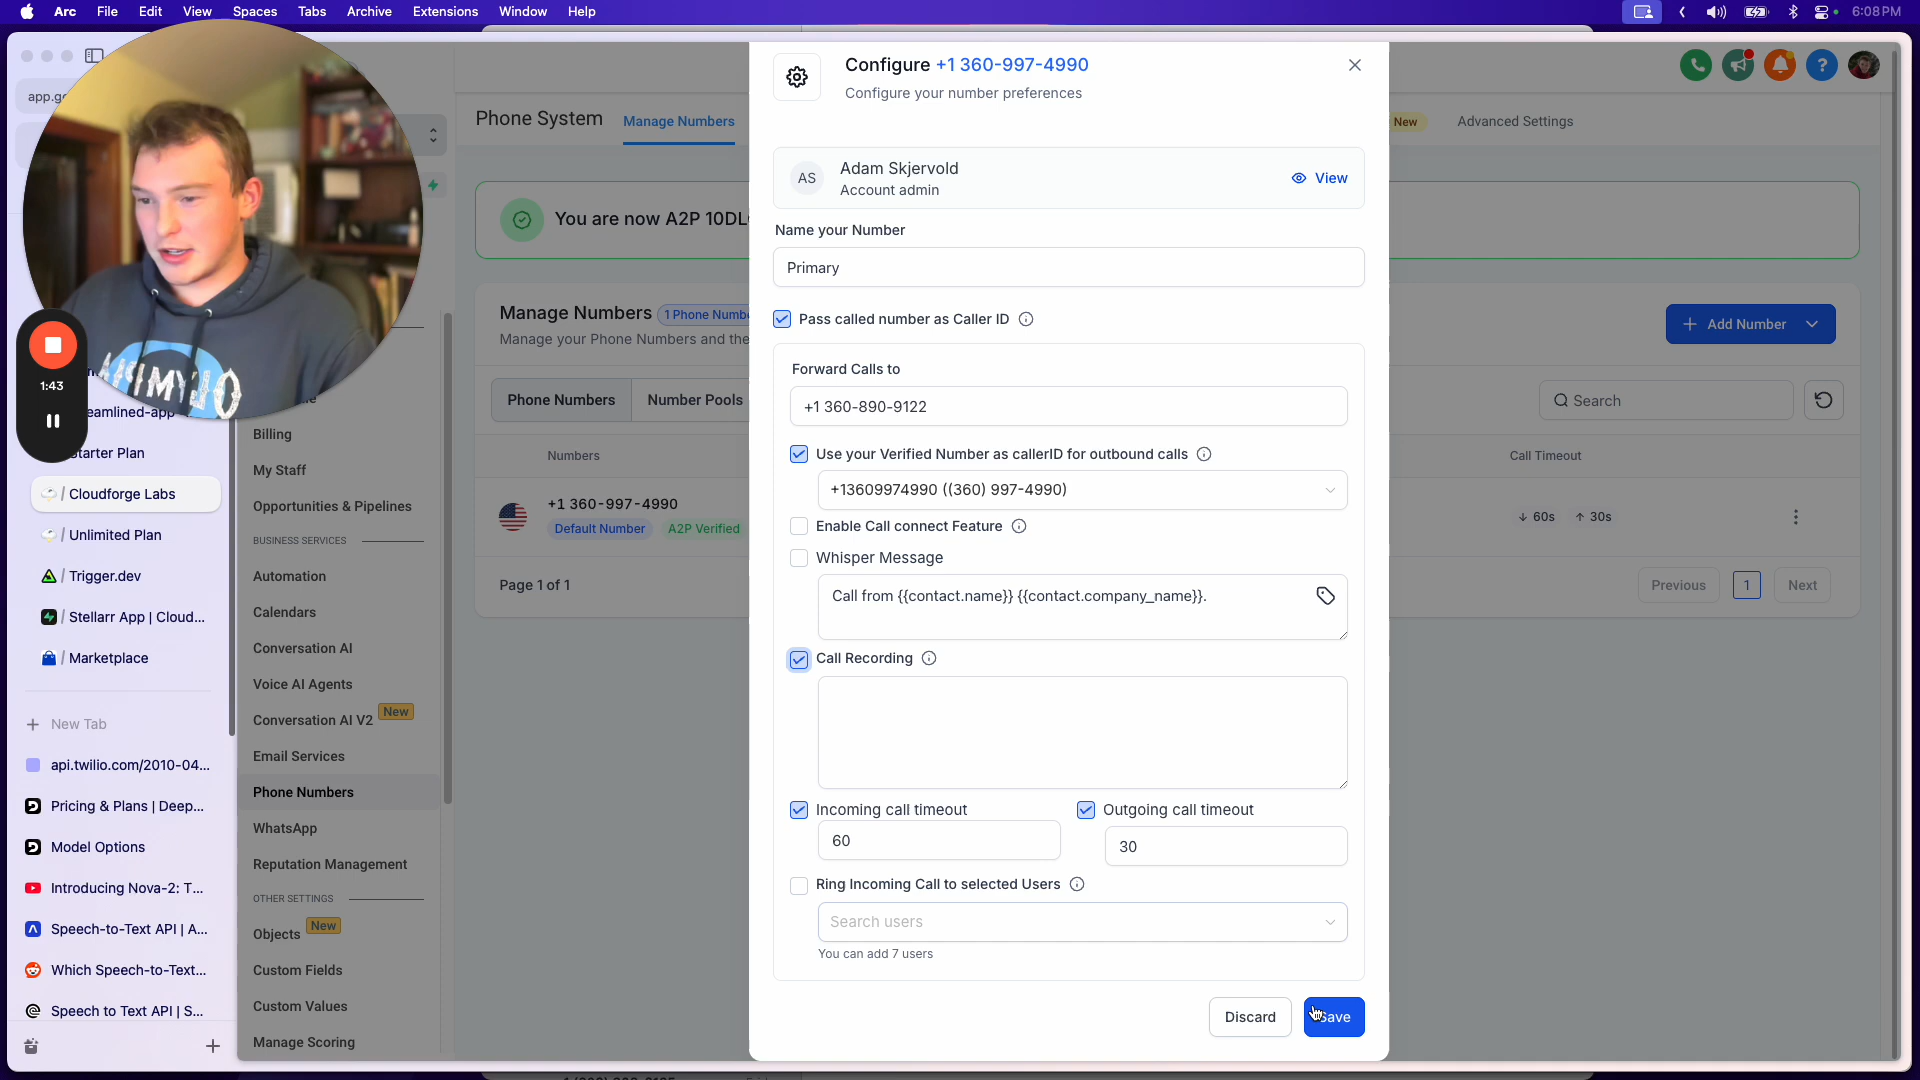 Arc File Edit View Spaces Tabs Archive Extensions Window Help
6:08 PM
Starter Plan
Cloudforge Labs
Unlimited Plan
Trigger.dev
Stellarr App | Cloud...
Marketplace
New Tab
api.twilio.com/2010-04...
Pricing & Plans | Deep...
Model Options
Introducing Nova-2: T...
Speech-to-Text API | A...
Which Speech-to-Text...
Speech to Text API | S...
1:43
Billing
My Staff
Opportunities & Pipelines
BUSINESS SERVICES
Automation
Calendars
Conversation AI
Voice AI Agents
Conversation AI V2 New
Email Services
Phone Numbers
WhatsApp
Reputation Management
OTHER SETTINGS
Objects New
Custom Fields
Custom Values
Manage Scoring
Phone System Manage Numbers New Advanced Settings
You are now A2P 10DL
Manage Numbers 1 Phone Numbe
Manage your Phone Numbers and the
Add Number
Phone Numbers Number Pools
Search
Numbers Call Timeout
+1 360-997-4990
Default Number A2P Verified
60s 30s
Page 1 of 1
Previous 1 Next
Configure +1 360-997-4990
Configure your number preferences
AS
Adam Skjervold
Account admin
View
Name your Number
Primary
Pass called number as Caller ID
Forward Calls to
+1 360-890-9122
Use your Verified Number as callerID for outbound calls
+13609974990 ((360) 997-4990)
Enable Call connect Feature
Whisper Message
Call from {{contact.name}} {{contact.company_name}}.
Call Recording
Incoming call timeout
60
Outgoing call timeout
30
Ring Incoming Call to selected Users
Search users
You can add 7 users
Discard Save